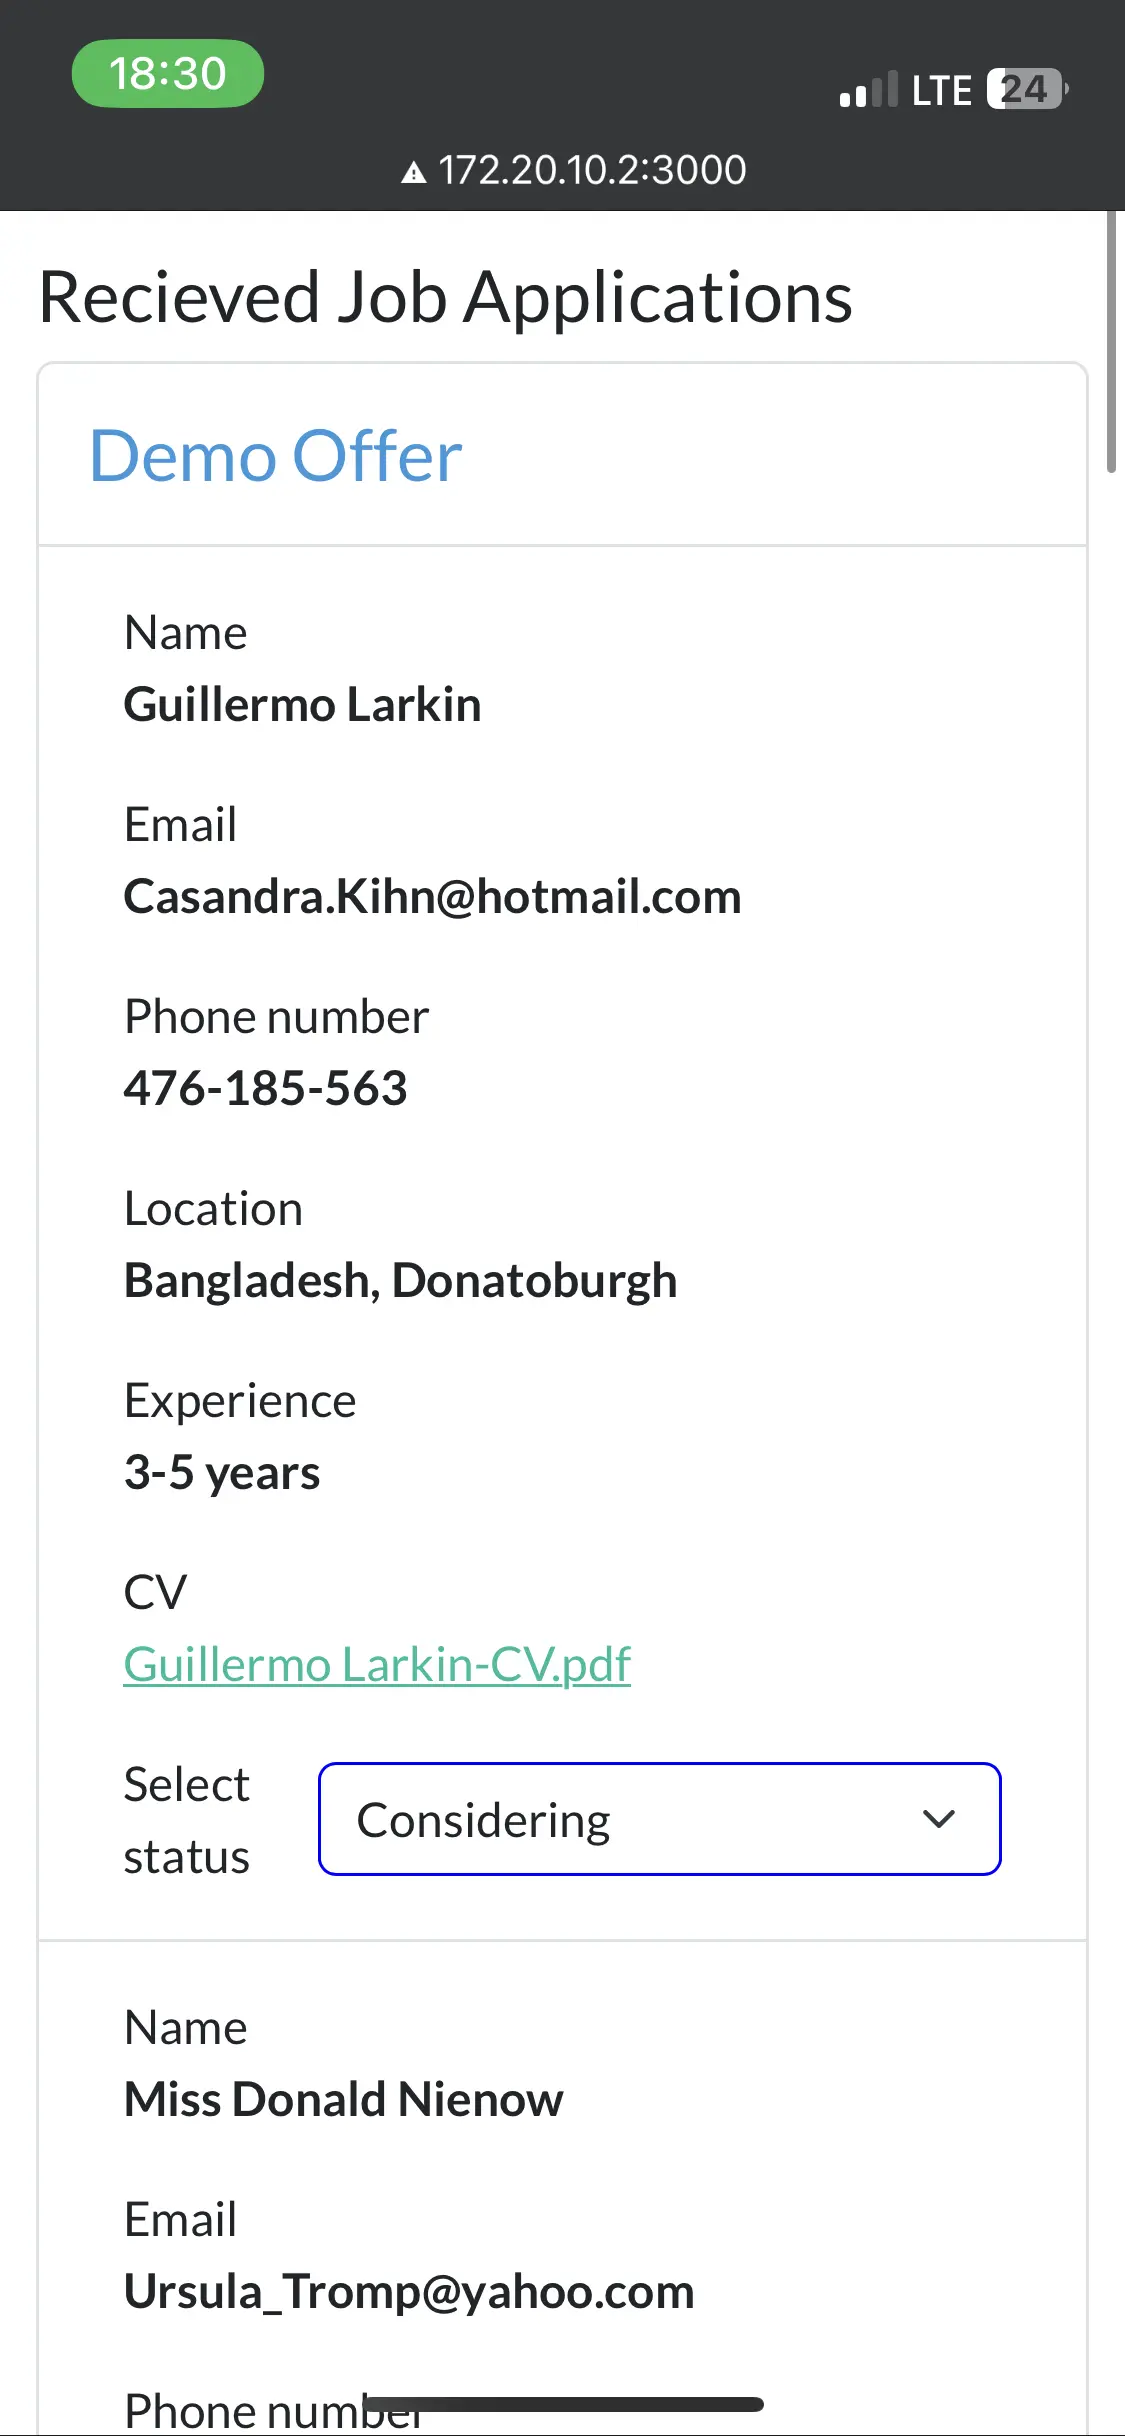 18:30
LTE 24
172.20.10.2:3000
Recieved Job Applications
Demo Offer
Name
Guillermo Larkin
Email
Casandra.Kihn@hotmail.com
Phone number
476-185-563
Location
Bangladesh, Donatoburgh
Experience
3-5 years
CV
Guillermo Larkin-CV.pdf
Select
status
Considering
Name
Miss Donald Nienow
Email
Ursula_Tromp@yahoo.com
Phone number